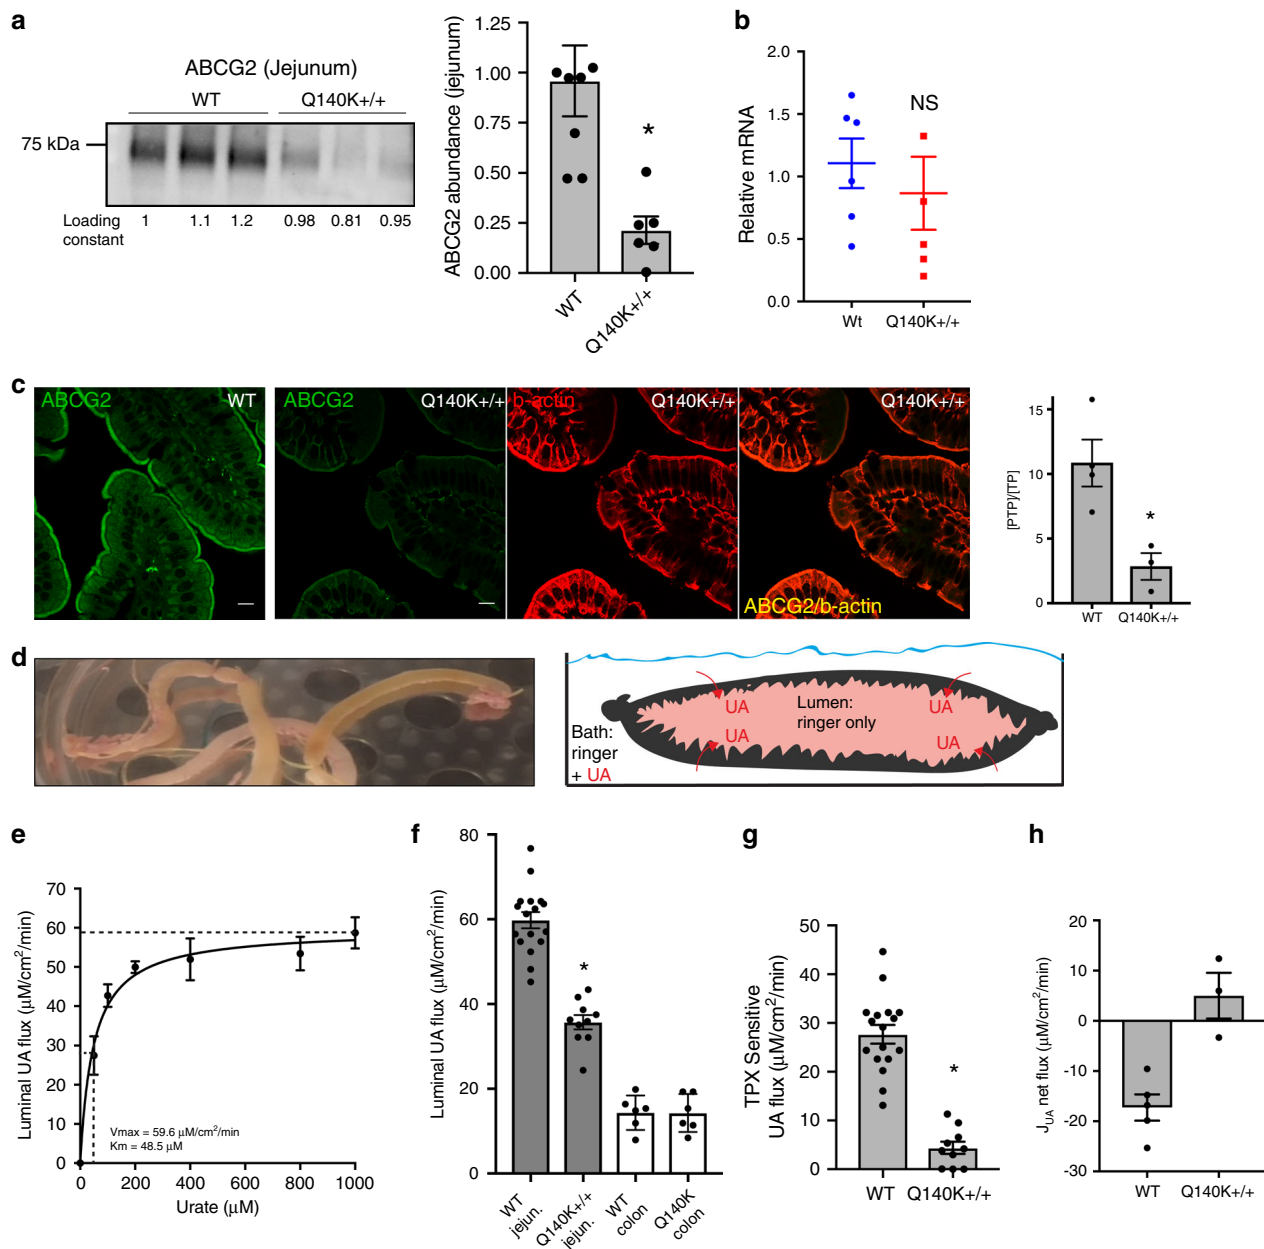 a
ABCG2 (Jejunum)
WT
Q140K+/+
75 kDa
Loading
constant
1
1.1
1.2
0.98
0.81
0.95
ABCG2 abundance (jejunum)
1.25
1.00
0.75
0.50
0.25
0.00
*
WT
Q140K+/+
b
Relative mRNA
2.0
1.5
1.0
0.5
0.0
NS
Wt
Q140K+/+
c
ABCG2
WT
ABCG2
Q140K+/+
b-actin
Q140K+/+
Q140K+/+
ABCG2/b-actin
[PTP]/[TP]
15
10
5
0
*
WT
Q140K+/+
d
Bath:
ringer
+ UA
UA
UA
Lumen:
ringer only
UA
UA
e
Luminal UA flux (μM/cm²/min)
70
60
50
40
30
20
10
0
Vmax = 59.6 μM/cm²/min
Km = 48.5 μM
0
200
400
600
800
1000
Urate (μM)
f
Luminal UA flux (μM/cm²/min)
80
60
40
20
0
*
WT
jejun.
Q140K+/+
jejun.
WT
colon
Q140K
colon
g
TPX Sensitive
UA flux (μM/cm²/min)
50
40
30
20
10
0
*
WT
Q140K+/+
h
J_UA net flux (μM/cm²/min)
20
10
0
-10
-20
-30
WT
Q140K+/+